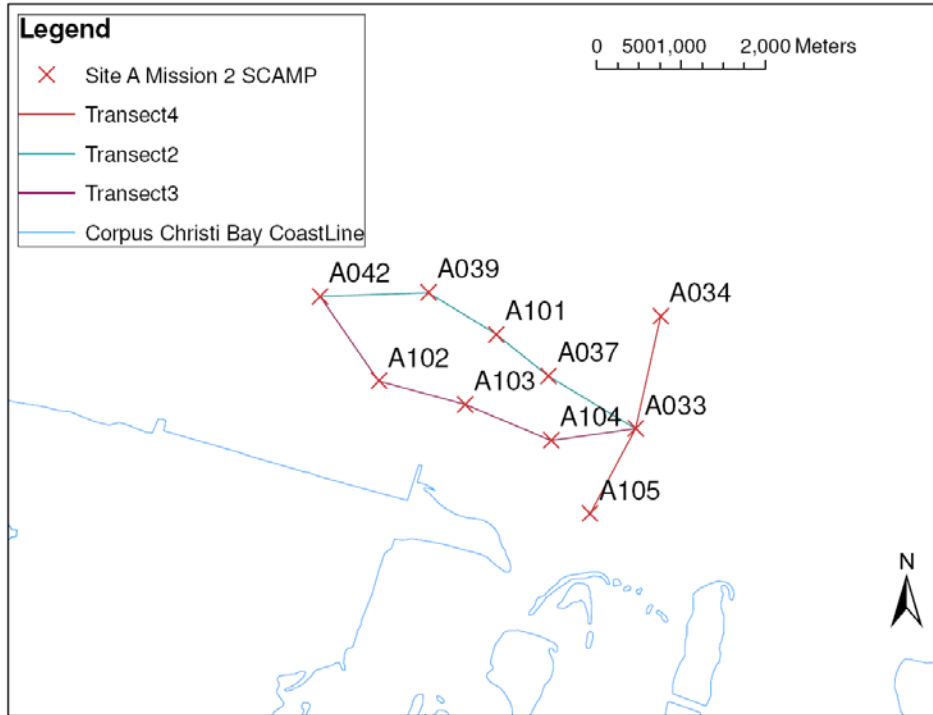 Legend
Site A Mission 2 SCAMP
Transect4
Transect2
Transect3
Corpus Christi Bay CoastLine
0 5001,000 2,000 Meters
A042
A039
A034
A101
A037
A102
A103
A033
A104
A105
N